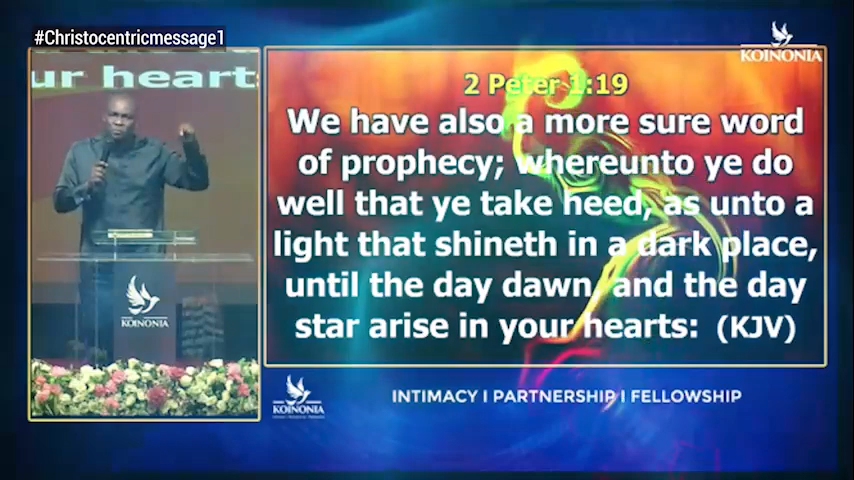 #Christocentricmessage1
KOINONIA
ur hearts
2 Peter 1:19
We have also a more sure word
of prophecy; whereunto ye do
well that ye take heed, as unto a
light that shineth in a dark place,
until the day dawn, and the day
star arise in your hearts: (KJV)
KOINONIA
KOINONIA
INTIMACY I PARTNERSHIP I FELLOWSHIP